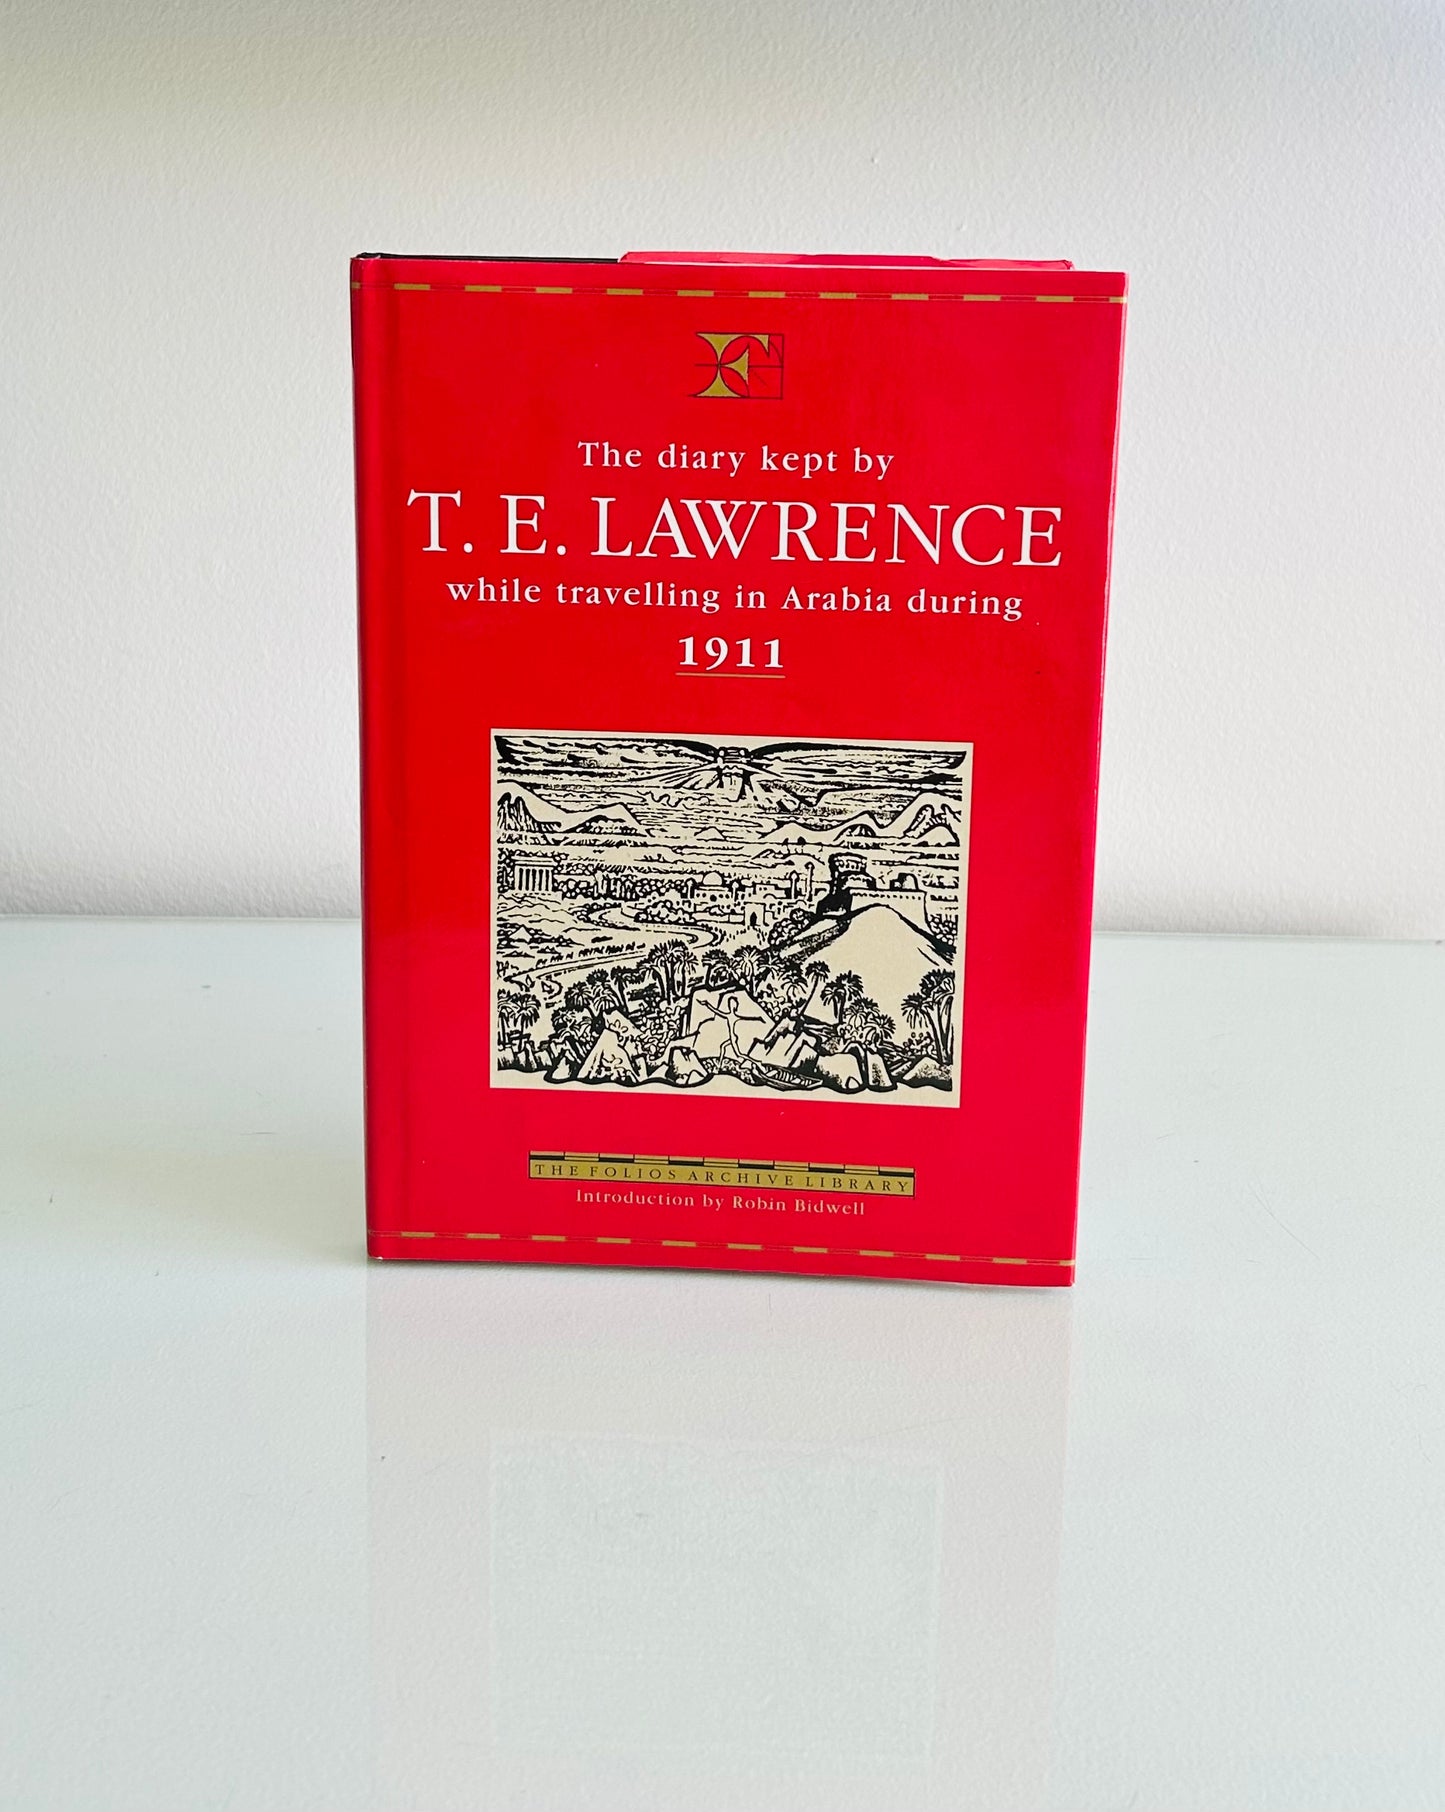 The diary kept by
T. E. LAWRENCE
while travelling in Arabia during
1911
THE FOLIOS ARCHIVE LIBRARY
Introduction by Robin Bidwell